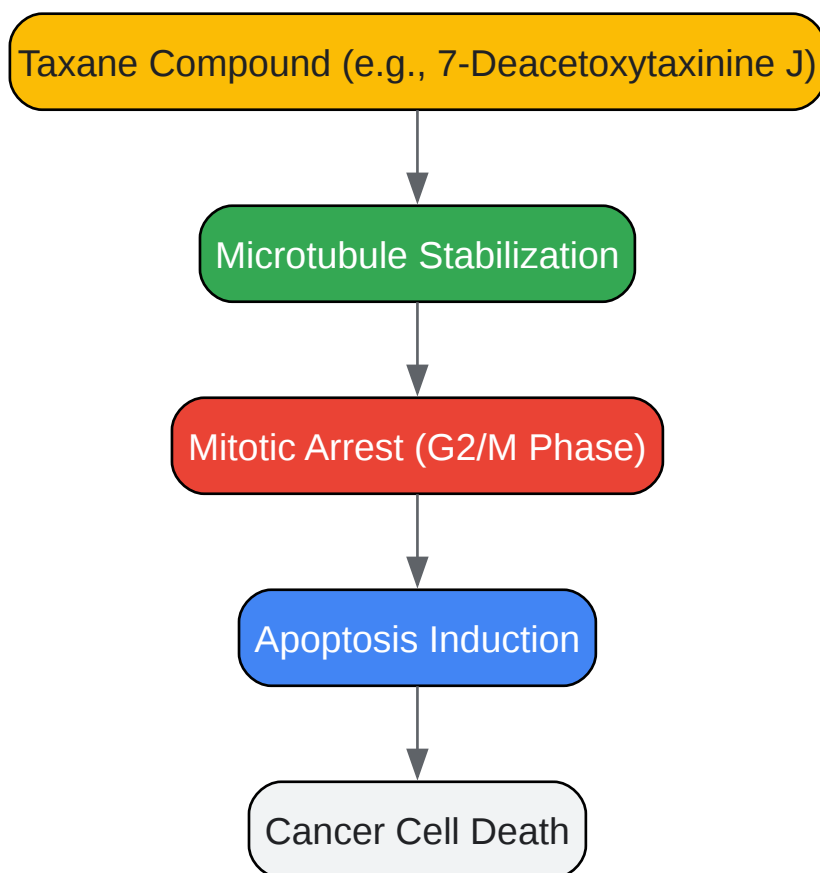 Taxane Compound (e.g., 7-Deacetoxytaxinine J)
Microtubule Stabilization
Mitotic Arrest (G2/M Phase)
Apoptosis Induction
Cancer Cell Death